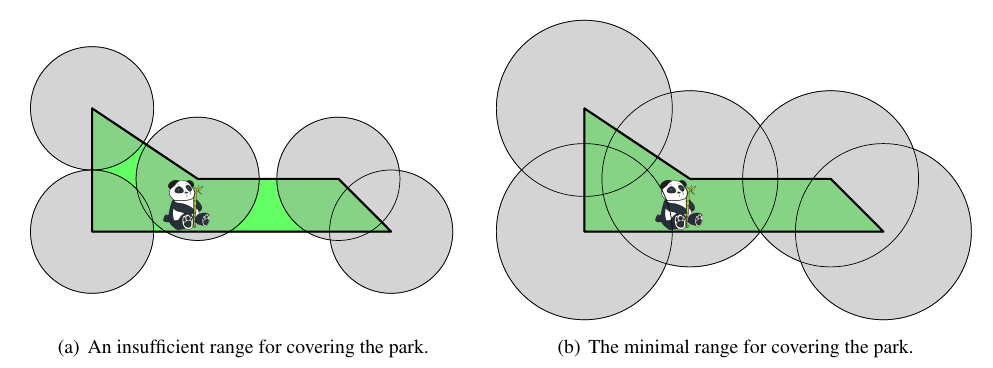 (a) An insufficient range for covering the park.
(b) The minimal range for covering the park.